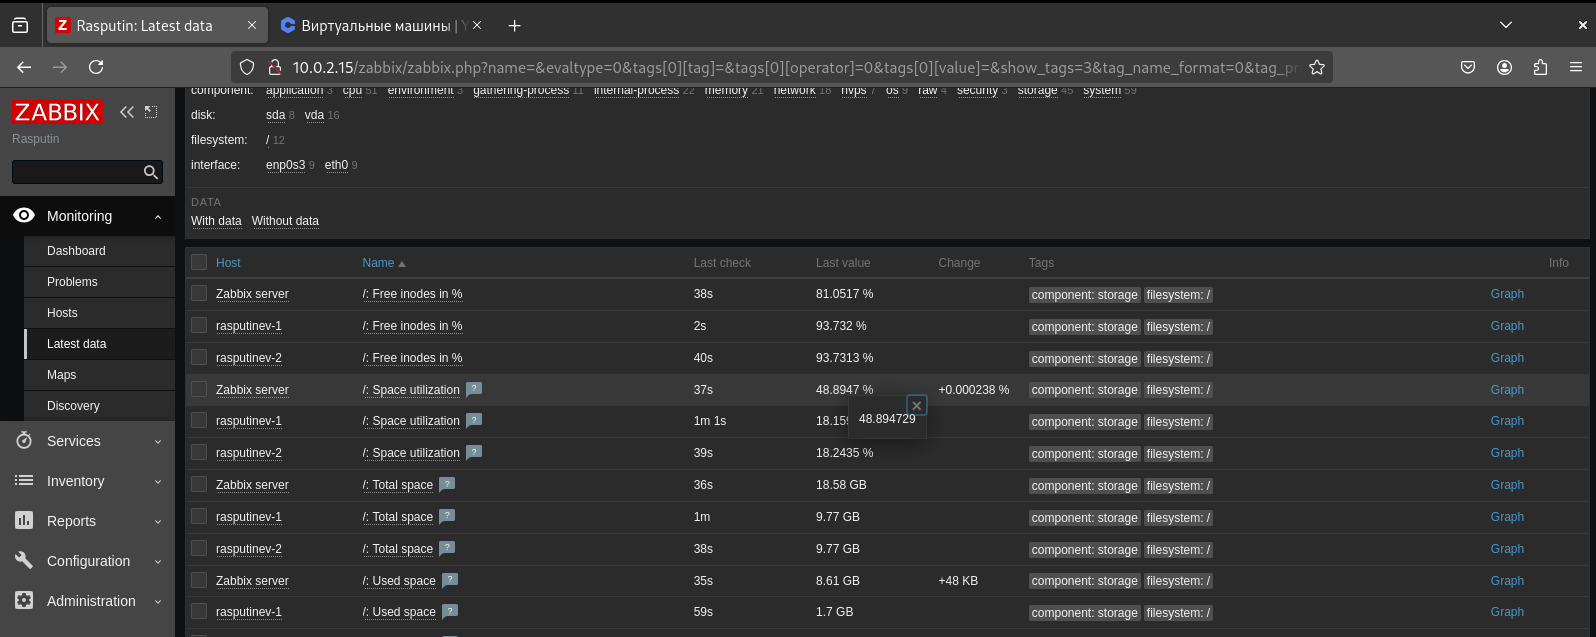 Rasputin: Latest data
Виртуальные машины | Y
10.0.2.15/zabbix/zabbix.php?name=&evaltype=0&tags[0][tag]=&tags[0][operator]=0&tags[0][value]=&show_tags=3&tag_name_format=0&tag_pr
ZABBIX
Rasputin
Monitoring
Dashboard
Problems
Hosts
Latest data
Maps
Discovery
Services
Inventory
Reports
Configuration
Administration
component: application 3 cpu 51 environment 3 gathering-process 11 internal-process 22 memory 21 network 18 nvps 7 os 9 raw 4 security 3 storage 45 system 59
disk: sda 8 vda 16
filesystem: / 12
interface: enp0s3 9 eth0 9
DATA
With data Without data
Host Name Last check Last value Change Tags Info
Zabbix server /: Free inodes in % 38s 81.0517 % component: storage filesystem: / Graph
rasputinev-1 /: Free inodes in % 2s 93.732 % component: storage filesystem: / Graph
rasputinev-2 /: Free inodes in % 40s 93.7313 % component: storage filesystem: / Graph
Zabbix server /: Space utilization ? 37s 48.8947 % +0.000238 % component: storage filesystem: / Graph
48.894729
rasputinev-1 /: Space utilization ? 1m 1s 18.159 component: storage filesystem: / Graph
rasputinev-2 /: Space utilization ? 39s 18.2435 % component: storage filesystem: / Graph
Zabbix server /: Total space ? 36s 18.58 GB component: storage filesystem: / Graph
rasputinev-1 /: Total space ? 1m 9.77 GB component: storage filesystem: / Graph
rasputinev-2 /: Total space ? 38s 9.77 GB component: storage filesystem: / Graph
Zabbix server /: Used space ? 35s 8.61 GB +48 KB component: storage filesystem: / Graph
rasputinev-1 /: Used space ? 59s 1.7 GB component: storage filesystem: / Graph